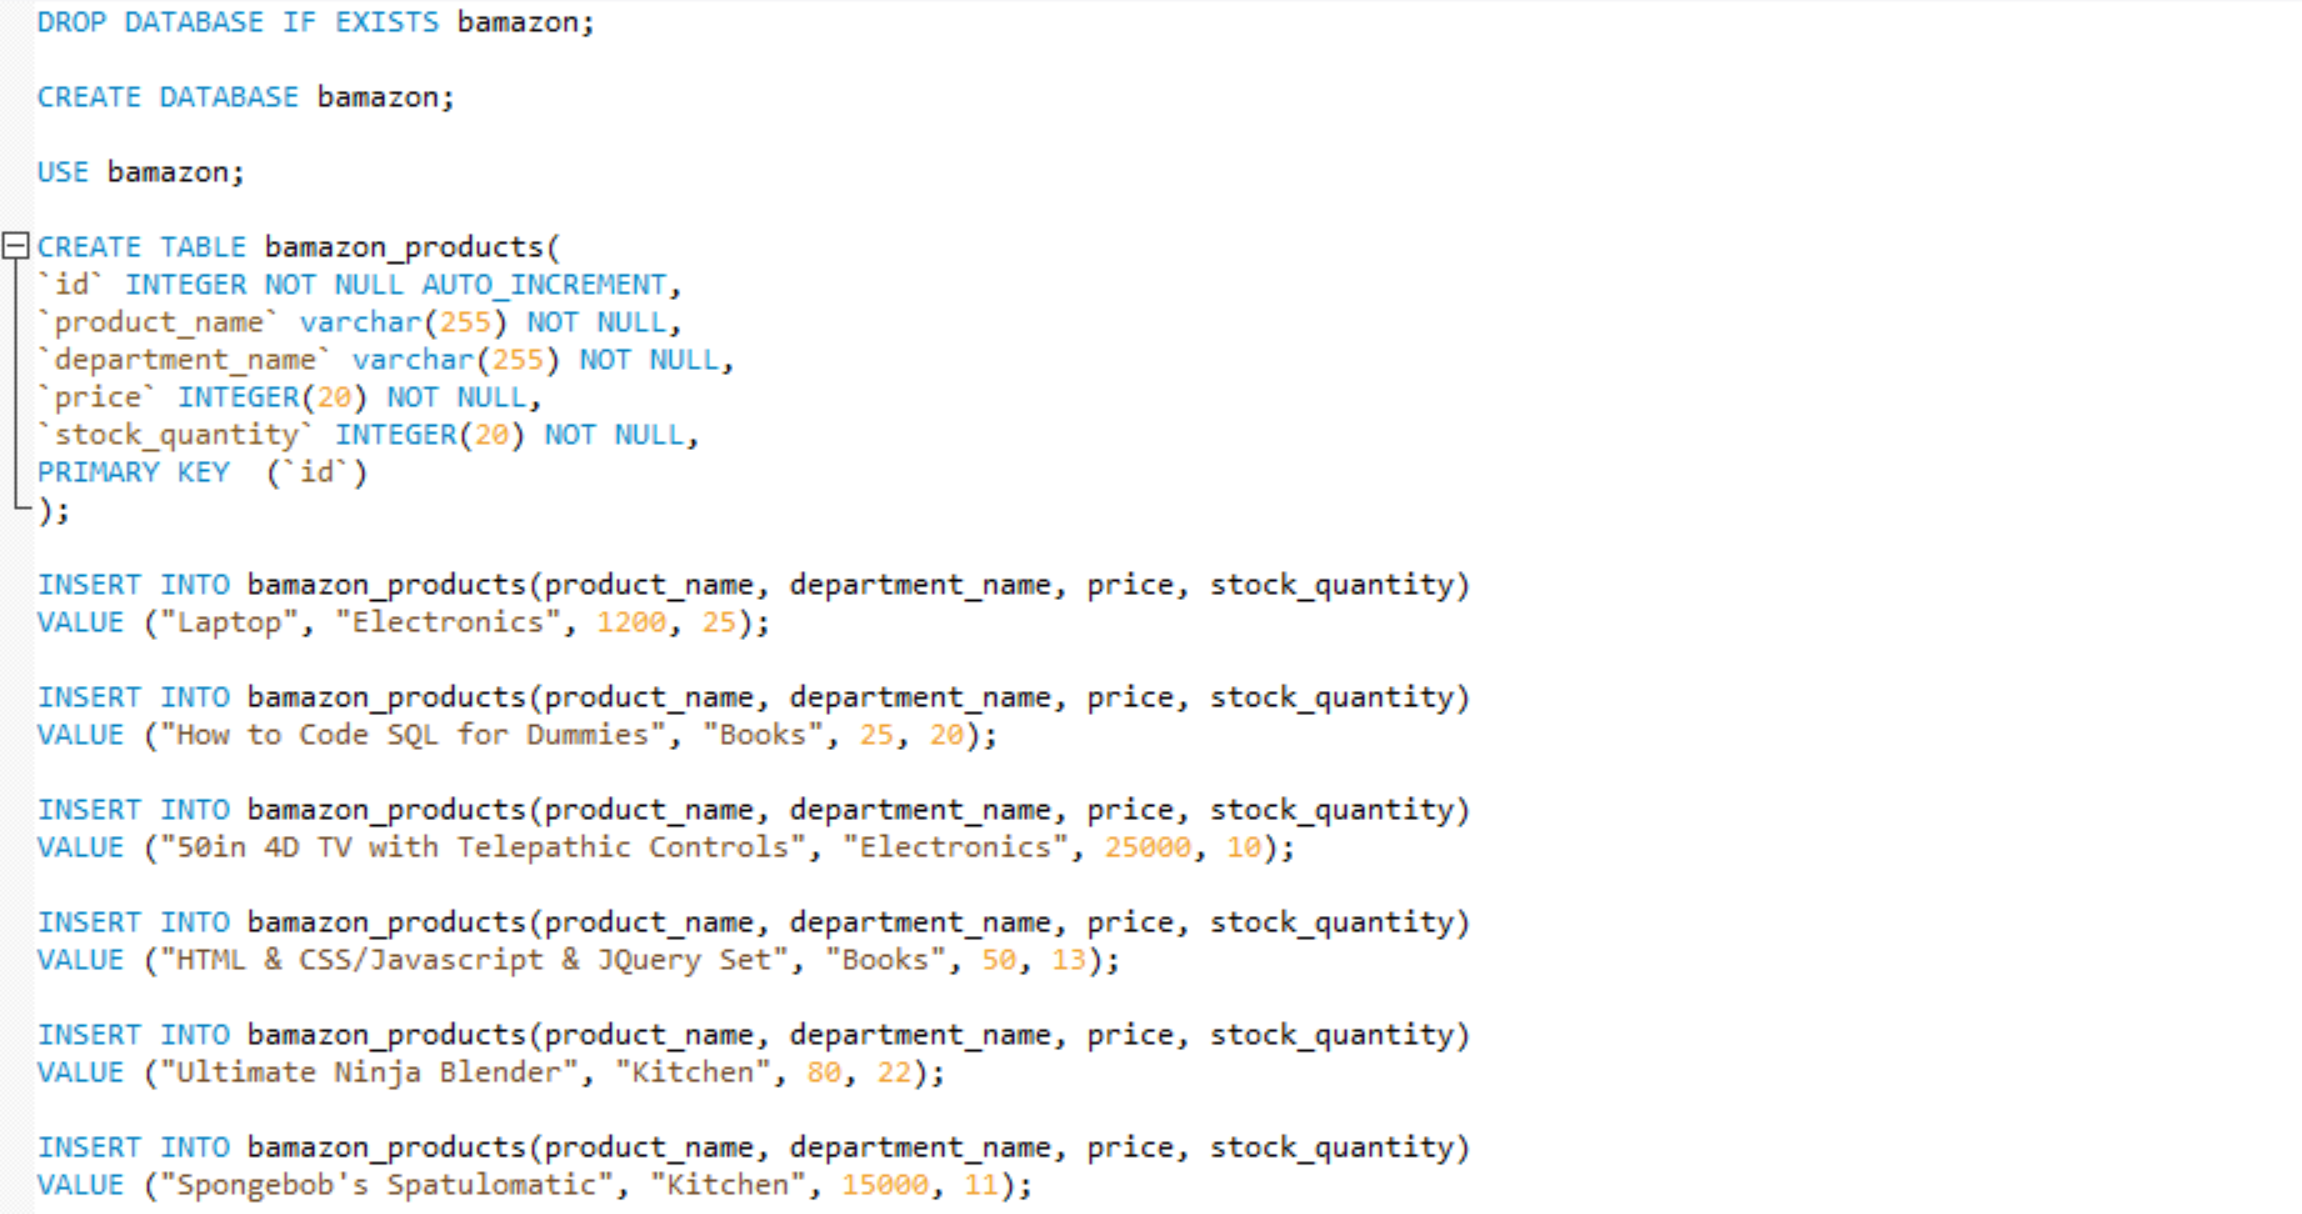 DROP DATABASE IF EXISTS bamazon;
CREATE DATABASE bamazon;
USE bamazon;
CREATE TABLE bamazon_products(
`id` INTEGER NOT NULL AUTO_INCREMENT,
`product_name` varchar(255) NOT NULL,
`department_name` varchar(255) NOT NULL,
`price` INTEGER(20) NOT NULL,
`stock_quantity` INTEGER(20) NOT NULL,
PRIMARY KEY  (`id`)
);
INSERT INTO bamazon_products(product_name, department_name, price, stock_quantity)
VALUE ("Laptop", "Electronics", 1200, 25);
INSERT INTO bamazon_products(product_name, department_name, price, stock_quantity)
VALUE ("How to Code SQL for Dummies", "Books", 25, 20);
INSERT INTO bamazon_products(product_name, department_name, price, stock_quantity)
VALUE ("50in 4D TV with Telepathic Controls", "Electronics", 25000, 10);
INSERT INTO bamazon_products(product_name, department_name, price, stock_quantity)
VALUE ("HTML & CSS/Javascript & JQuery Set", "Books", 50, 13);
INSERT INTO bamazon_products(product_name, department_name, price, stock_quantity)
VALUE ("Ultimate Ninja Blender", "Kitchen", 80, 22);
INSERT INTO bamazon_products(product_name, department_name, price, stock_quantity)
VALUE ("Spongebob's Spatulomatic", "Kitchen", 15000, 11);